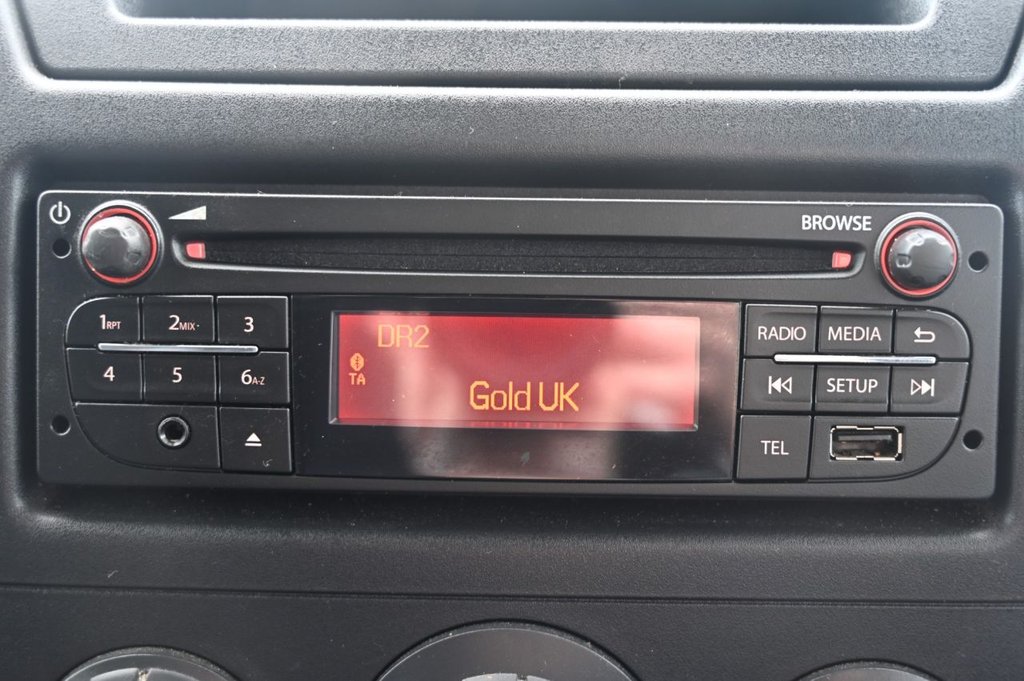 BROWSE
1RPT 2MIX· 3
4 5 6A-Z
DR2
TA
Gold UK
RADIO MEDIA
SETUP
TEL